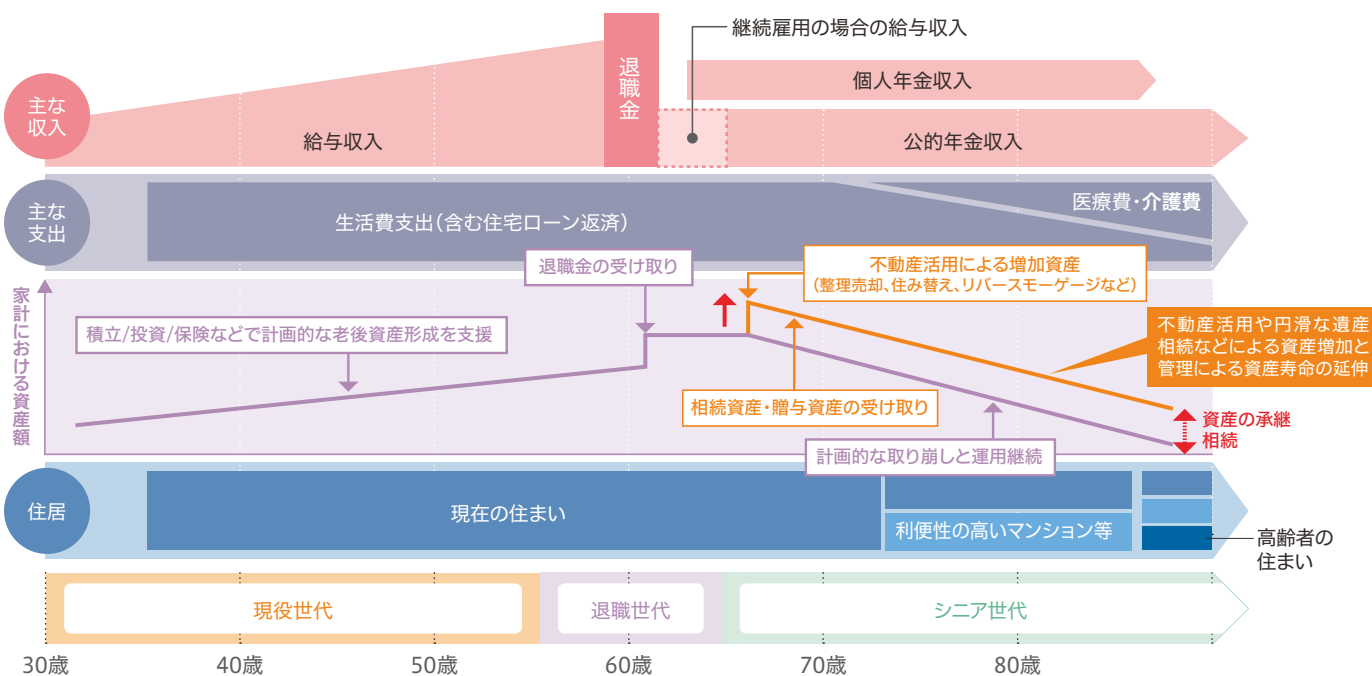 継続雇用の場合の給与収入
退職金
個人年金収入
主な
収入
給与収入
公的年金収入
主な
支出
生活費支出(含む住宅ローン返済)
医療費・介護費
家計における資産額
退職金の受け取り
不動産活用による増加資産
(整理売却、住み替え、リバースモーゲージなど)
積立/投資/保険などで計画的な老後資産形成を支援
不動産活用や円滑な遺産
相続などによる資産増加と
管理による資産寿命の延伸
相続資産・贈与資産の受け取り
資産の承継
相続
計画的な取り崩しと運用継続
住居
現在の住まい
利便性の高いマンション等
高齢者の
住まい
現役世代
退職世代
シニア世代
30歳
40歳
50歳
60歳
70歳
80歳